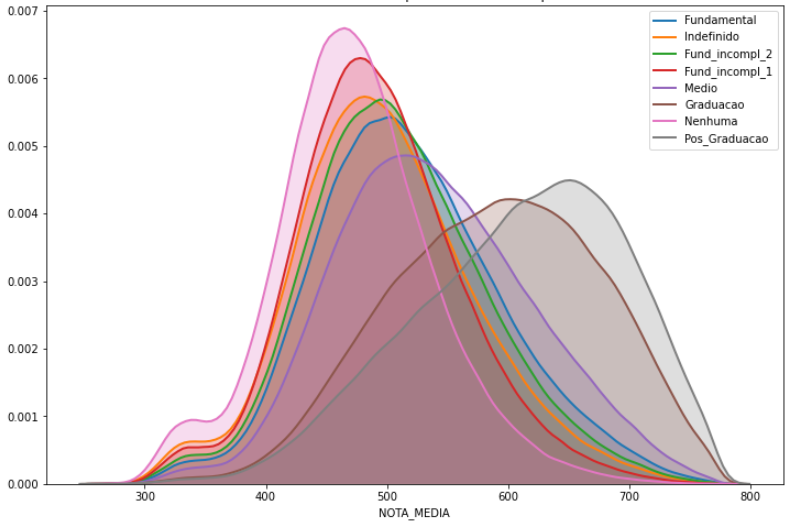 0.007
0.006
0.005
0.004
0.003
0.002
0.001
0.000
Fundamental
Indefinido
Fund_incompl_2
Fund_incompl_1
Medio
Graduacao
Nenhuma
Pos_Graduacao
300 400 500 600 700 800
NOTA_MEDIA